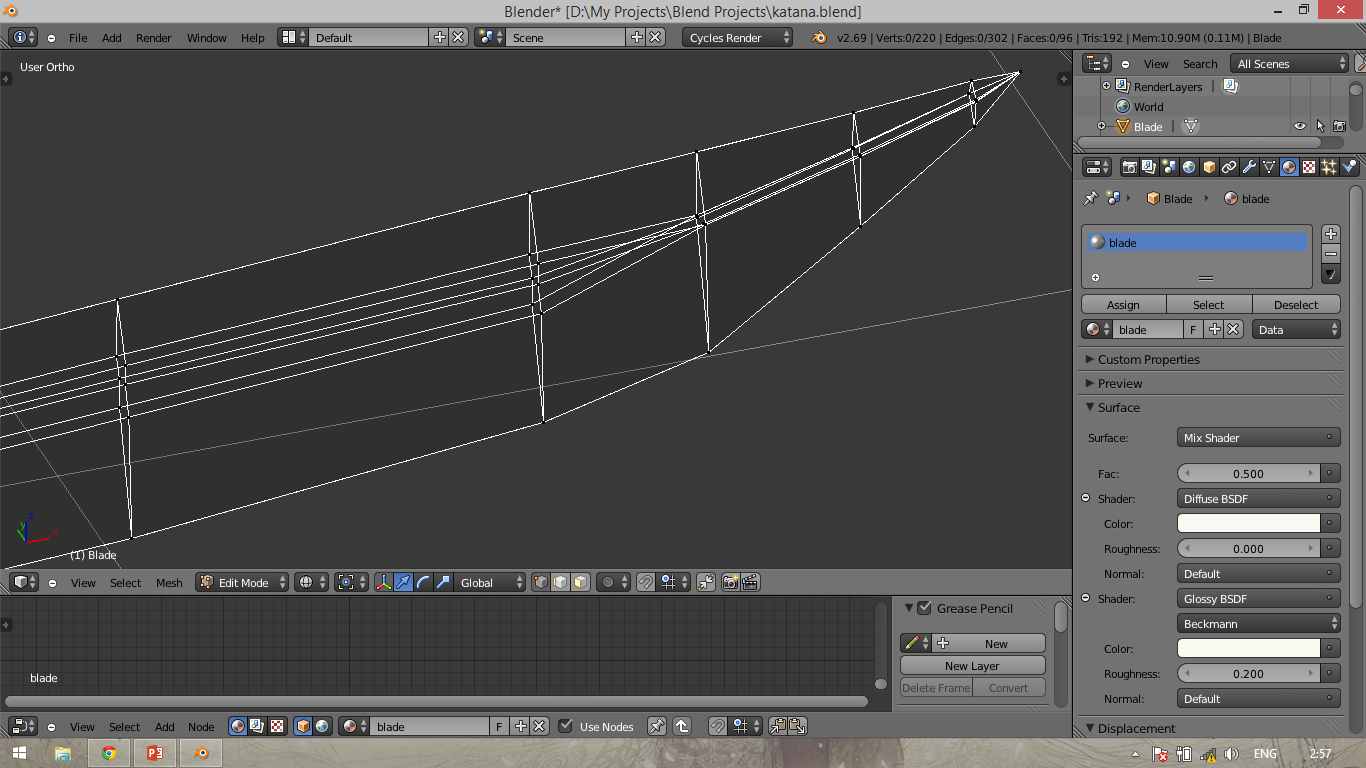 Blender* [D:\My Projects\Blend Projects\katana.blend]
File Add Render Window Help Default Scene Cycles Render v2.69 | Verts:0/220 | Edges:0/302 | Faces:0/96 | Tris:192 | Mem:10.90M (0.11M) | Blade
User Ortho
View Search All Scenes
RenderLayers
World
Blade
Blade blade
blade
Assign Select Deselect
blade F Data
Custom Properties
Preview
Surface
Surface: Mix Shader
Fac: 0.500
Shader: Diffuse BSDF
Color:
Roughness: 0.000
Normal: Default
Shader: Glossy BSDF
Beckmann
Color:
Roughness: 0.200
Normal: Default
Displacement
z
y
x
(1) Blade
View Select Mesh Edit Mode Global
Grease Pencil
New
New Layer
Delete Frame Convert
blade
View Select Add Node blade F Use Nodes
ENG 2:57